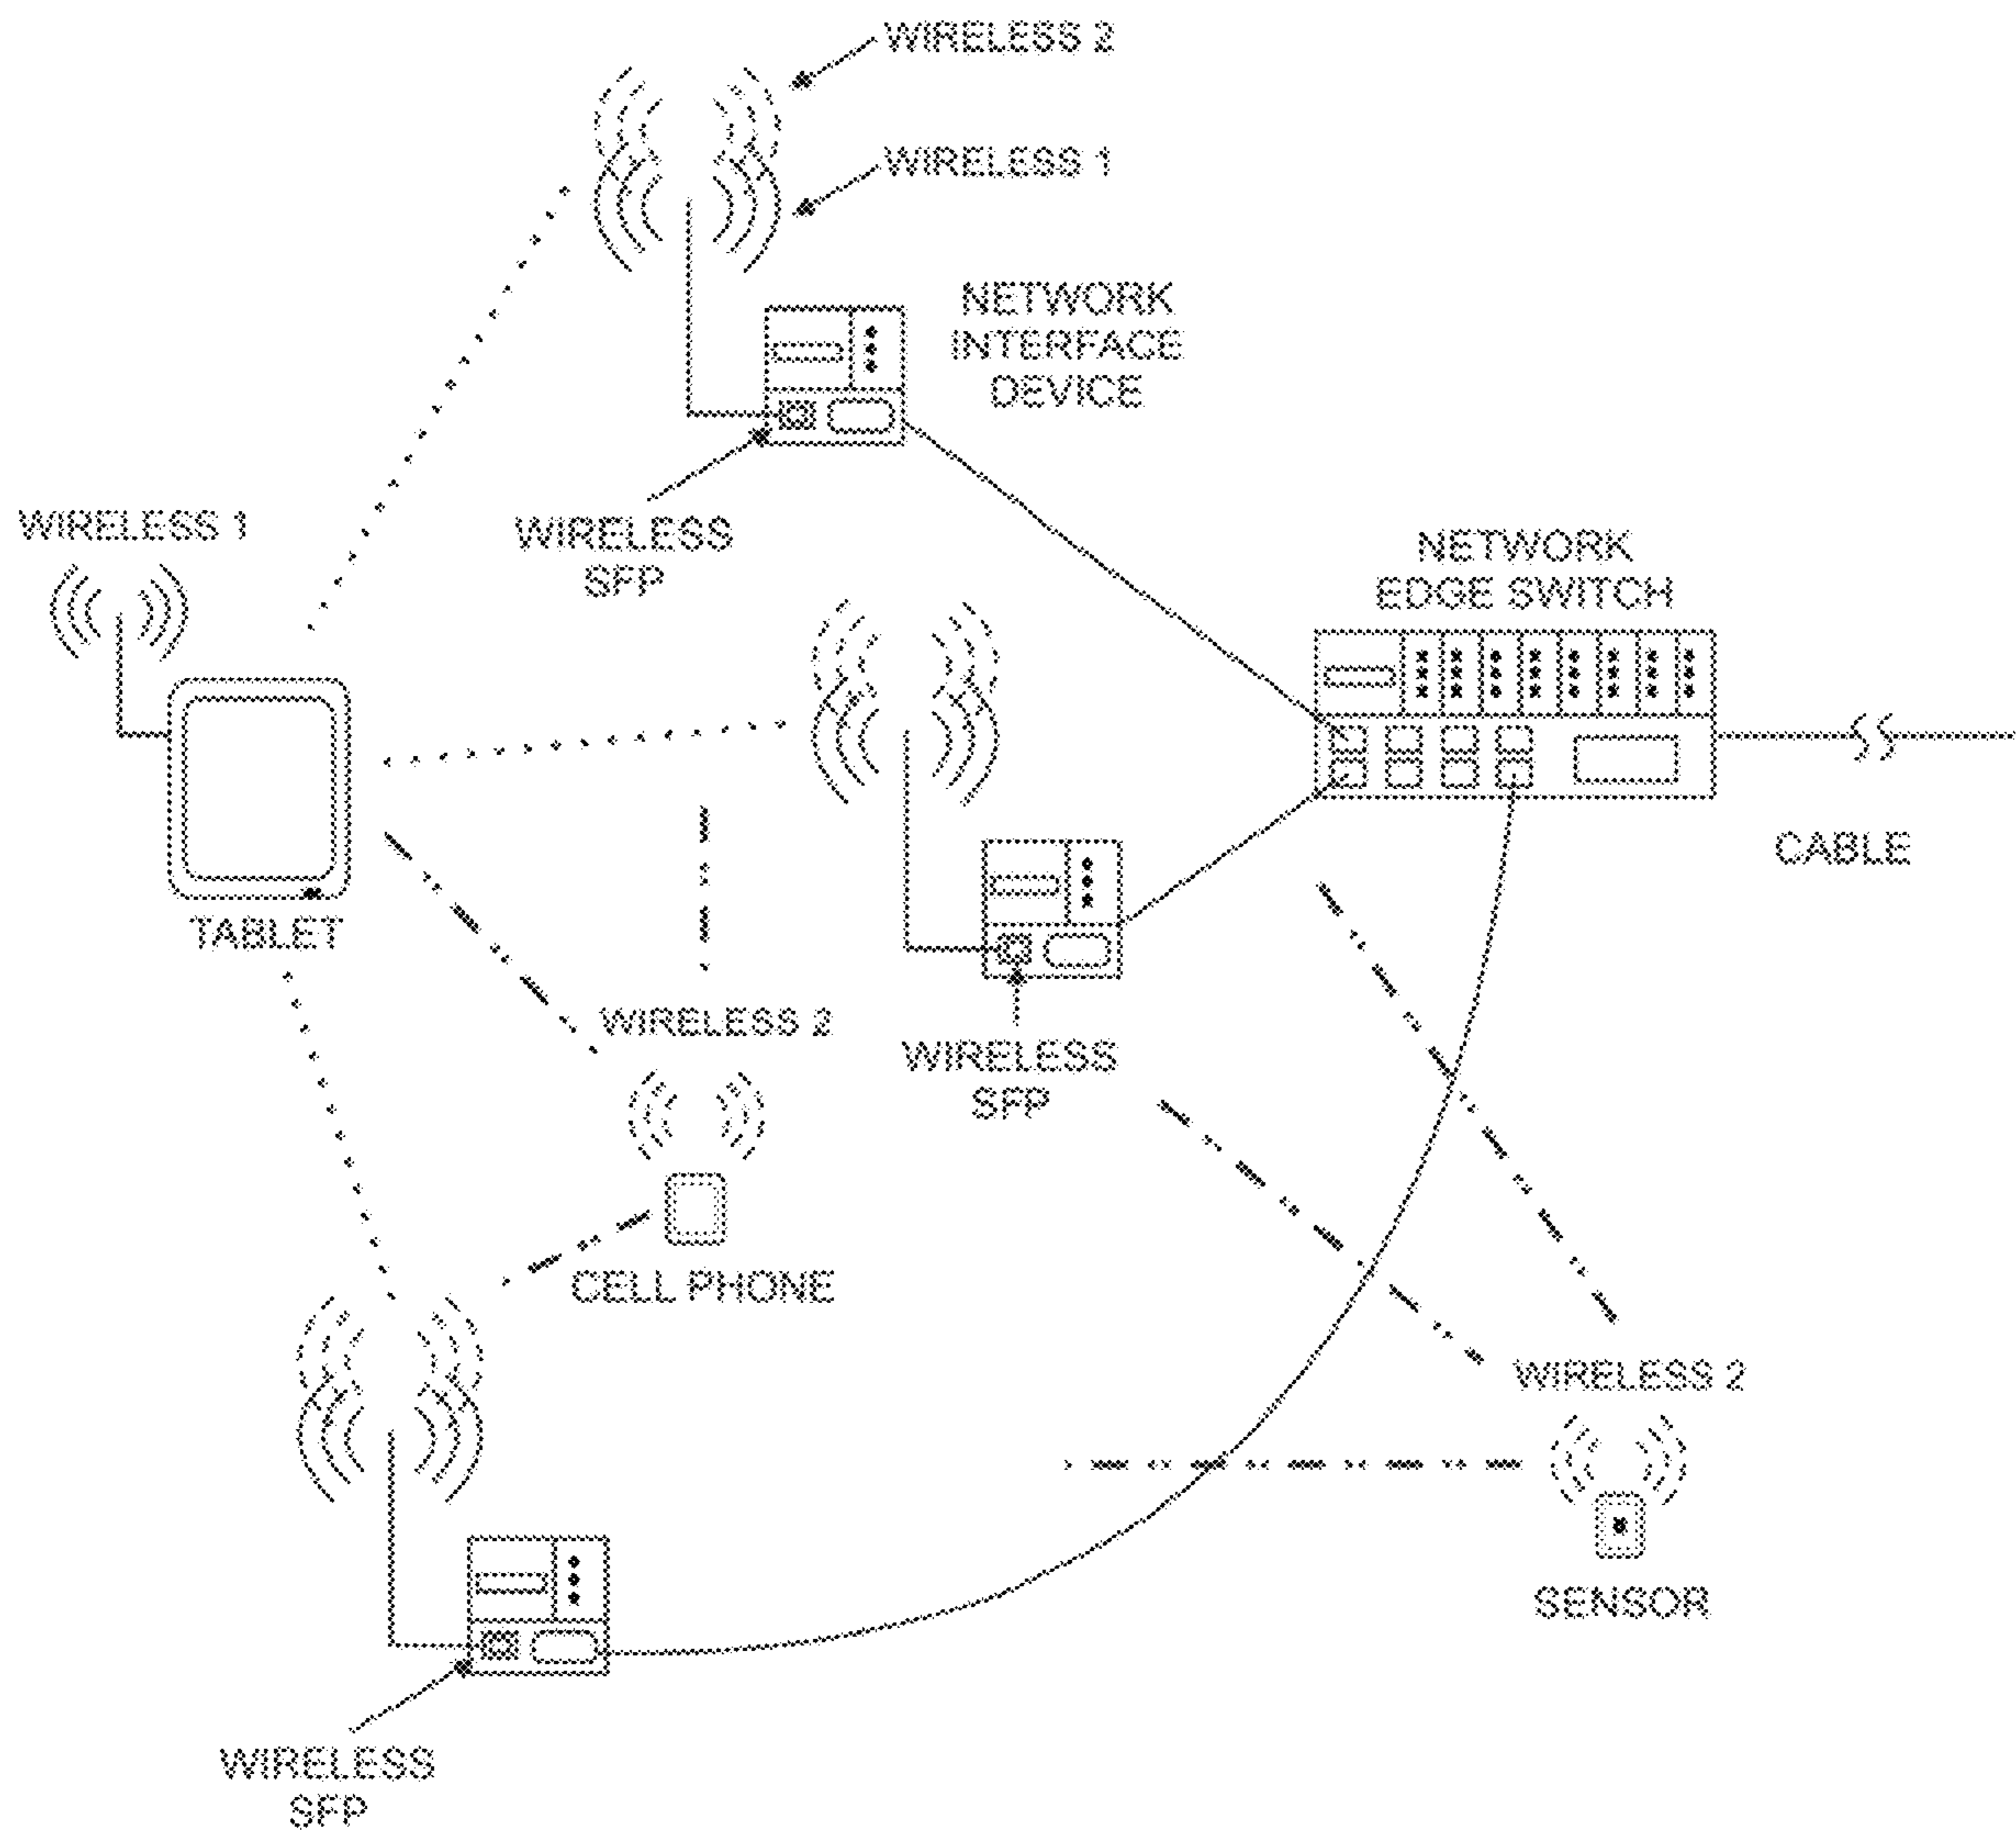 WIRELESS 2
WIRELESS 1
NETWORK
INTERFACE
DEVICE
WIRELESS 1
WIRELESS
SFP
NETWORK
EDGE SWITCH
CABLE
TABLET
WIRELESS 2
WIRELESS
SFP
CELL PHONE
WIRELESS 2
SENSOR
WIRELESS
SFP